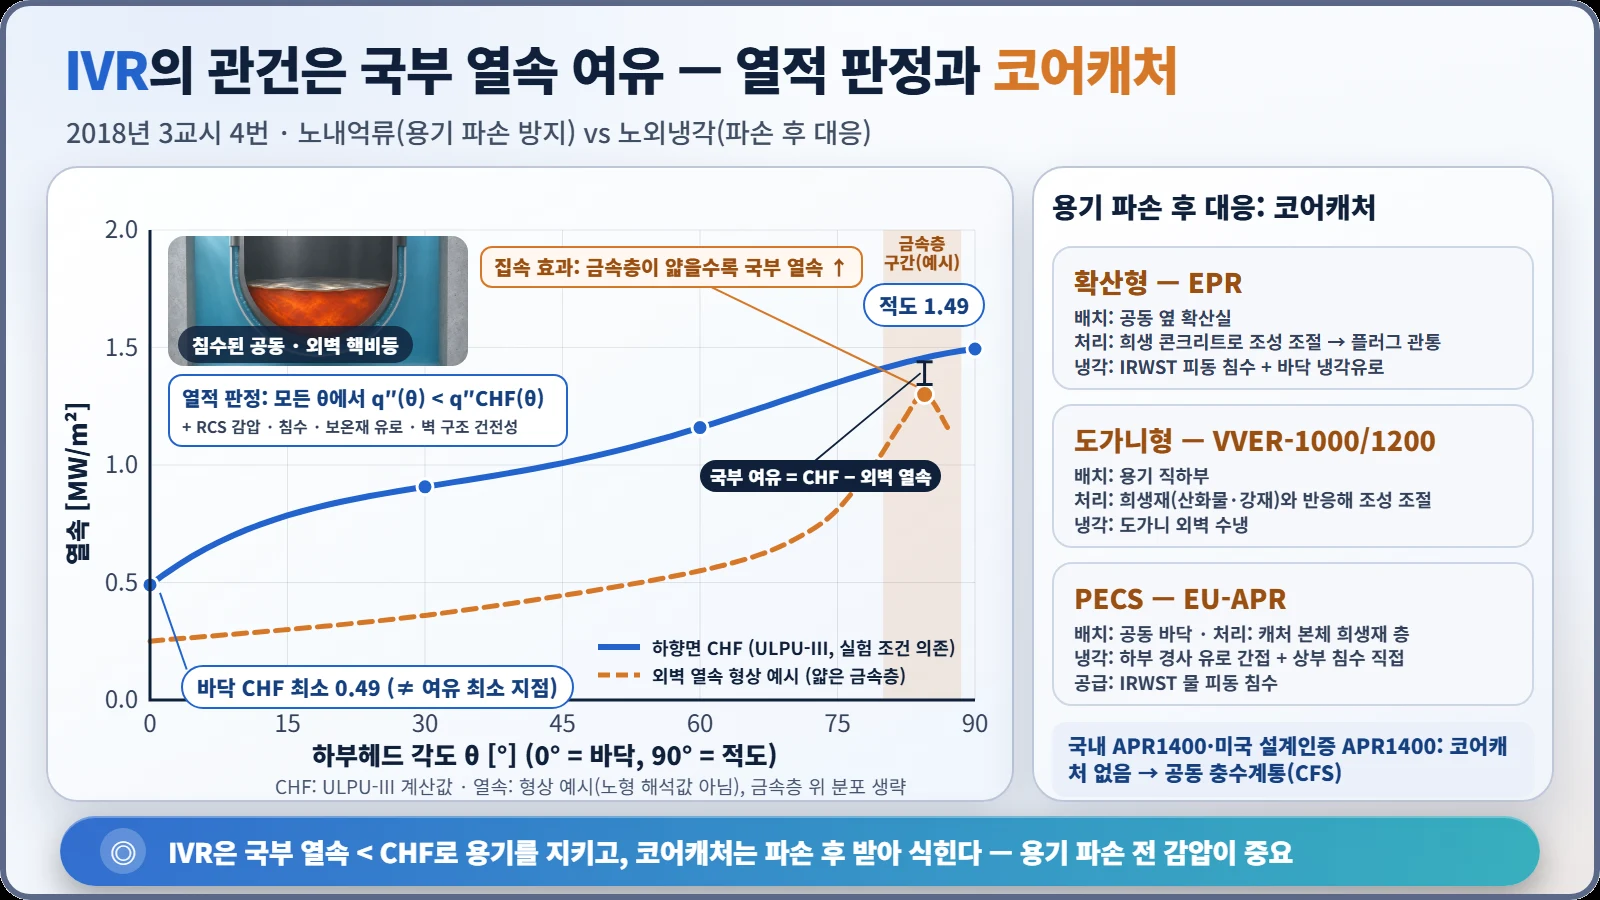 IVR의 관건은 국부 열속 여유 — 열적 판정과 코어캐처
2018년 3교시 4번 · 노내억류(용기 파손 방지) vs 노외냉각(파손 후 대응)
2.0
1.5
1.0
0.5
0.0
열속 [MW/m²]
침수된 공동 · 외벽 핵비등
집속 효과: 금속층이 얇을수록 국부 열속 ↑
금속층
구간(예시)
적도 1.49
열적 판정: 모든 θ에서 q″(θ) < q″CHF(θ)
+ RCS 감압 · 침수 · 보온재 유로 · 벽 구조 건전성
국부 여유 = CHF − 외벽 열속
하향면 CHF (ULPU-III, 실험 조건 의존)
외벽 열속 형상 예시 (얇은 금속층)
바닥 CHF 최소 0.49 (≠ 여유 최소 지점)
0 15 30 45 60 75 90
하부헤드 각도 θ [°] (0° = 바닥, 90° = 적도)
CHF: ULPU-III 계산값 · 열속: 형상 예시(노형 해석값 아님), 금속층 위 분포 생략
용기 파손 후 대응: 코어캐처
확산형 — EPR
배치: 공동 옆 확산실
처리: 희생 콘크리트로 조성 조절 → 플러그 관통
냉각: IRWST 피동 침수 + 바닥 냉각유로
도가니형 — VVER-1000/1200
배치: 용기 직하부
처리: 희생재(산화물·강재)와 반응해 조성 조절
냉각: 도가니 외벽 수냉
PECS — EU-APR
배치: 공동 바닥 · 처리: 캐처 본체 희생재 층
냉각: 하부 경사 유로 간접 + 상부 침수 직접
공급: IRWST 물 피동 침수
국내 APR1400·미국 설계인증 APR1400: 코어캐
처 없음 → 공동 충수계통(CFS)
◎ IVR은 국부 열속 < CHF로 용기를 지키고, 코어캐처는 파손 후 받아 식힌다 — 용기 파손 전 감압이 중요